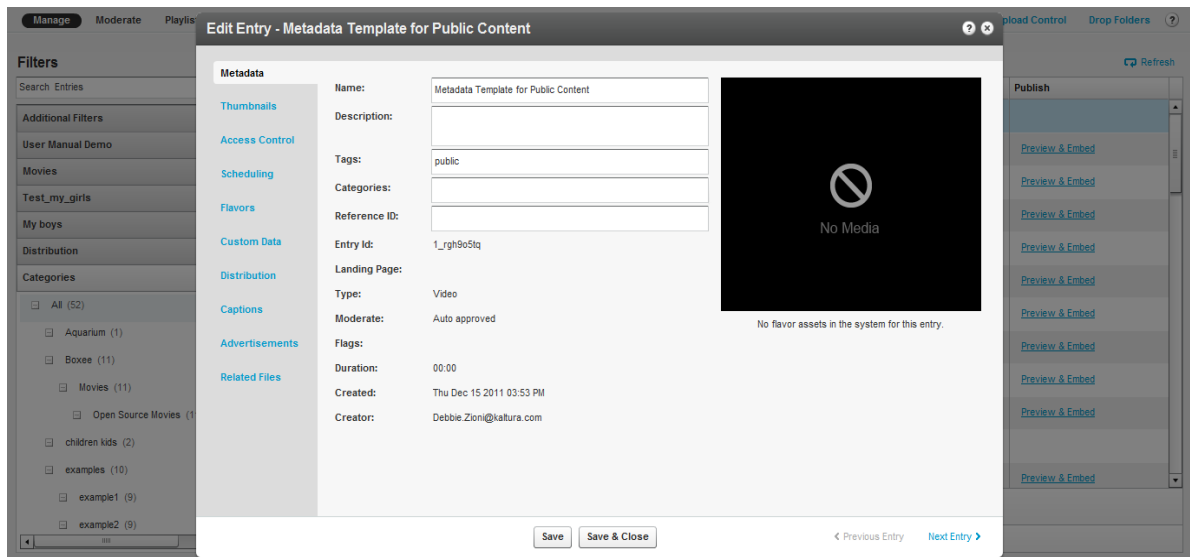 Manage Moderate Playlis
Upload Control Drop Folders ?
Edit Entry - Metadata Template for Public Content
Filters
Refresh
Search Entries
Publish
Additional Filters
User Manual Demo
Movies
Test_my_girls
My boys
Distribution
Categories
All (52)
Aquarium (1)
Boxee (11)
Movies (11)
Open Source Movies (1
children kids (2)
examples (10)
example1 (9)
example2 (9)
Metadata
Thumbnails
Access Control
Scheduling
Flavors
Custom Data
Distribution
Captions
Advertisements
Related Files
Name: Metadata Template for Public Content
Description:
Tags: public
Categories:
Reference ID:
Entry Id: 1_rgh9o5tq
Landing Page:
Type: Video
Moderate: Auto approved
Flags:
Duration: 00:00
Created: Thu Dec 15 2011 03:53 PM
Creator: Debbie.Zioni@kaltura.com
No Media
No flavor assets in the system for this entry.
Preview & Embed
Preview & Embed
Preview & Embed
Preview & Embed
Preview & Embed
Preview & Embed
Preview & Embed
Preview & Embed
Preview & Embed
Preview & Embed
Save Save & Close
Previous Entry Next Entry